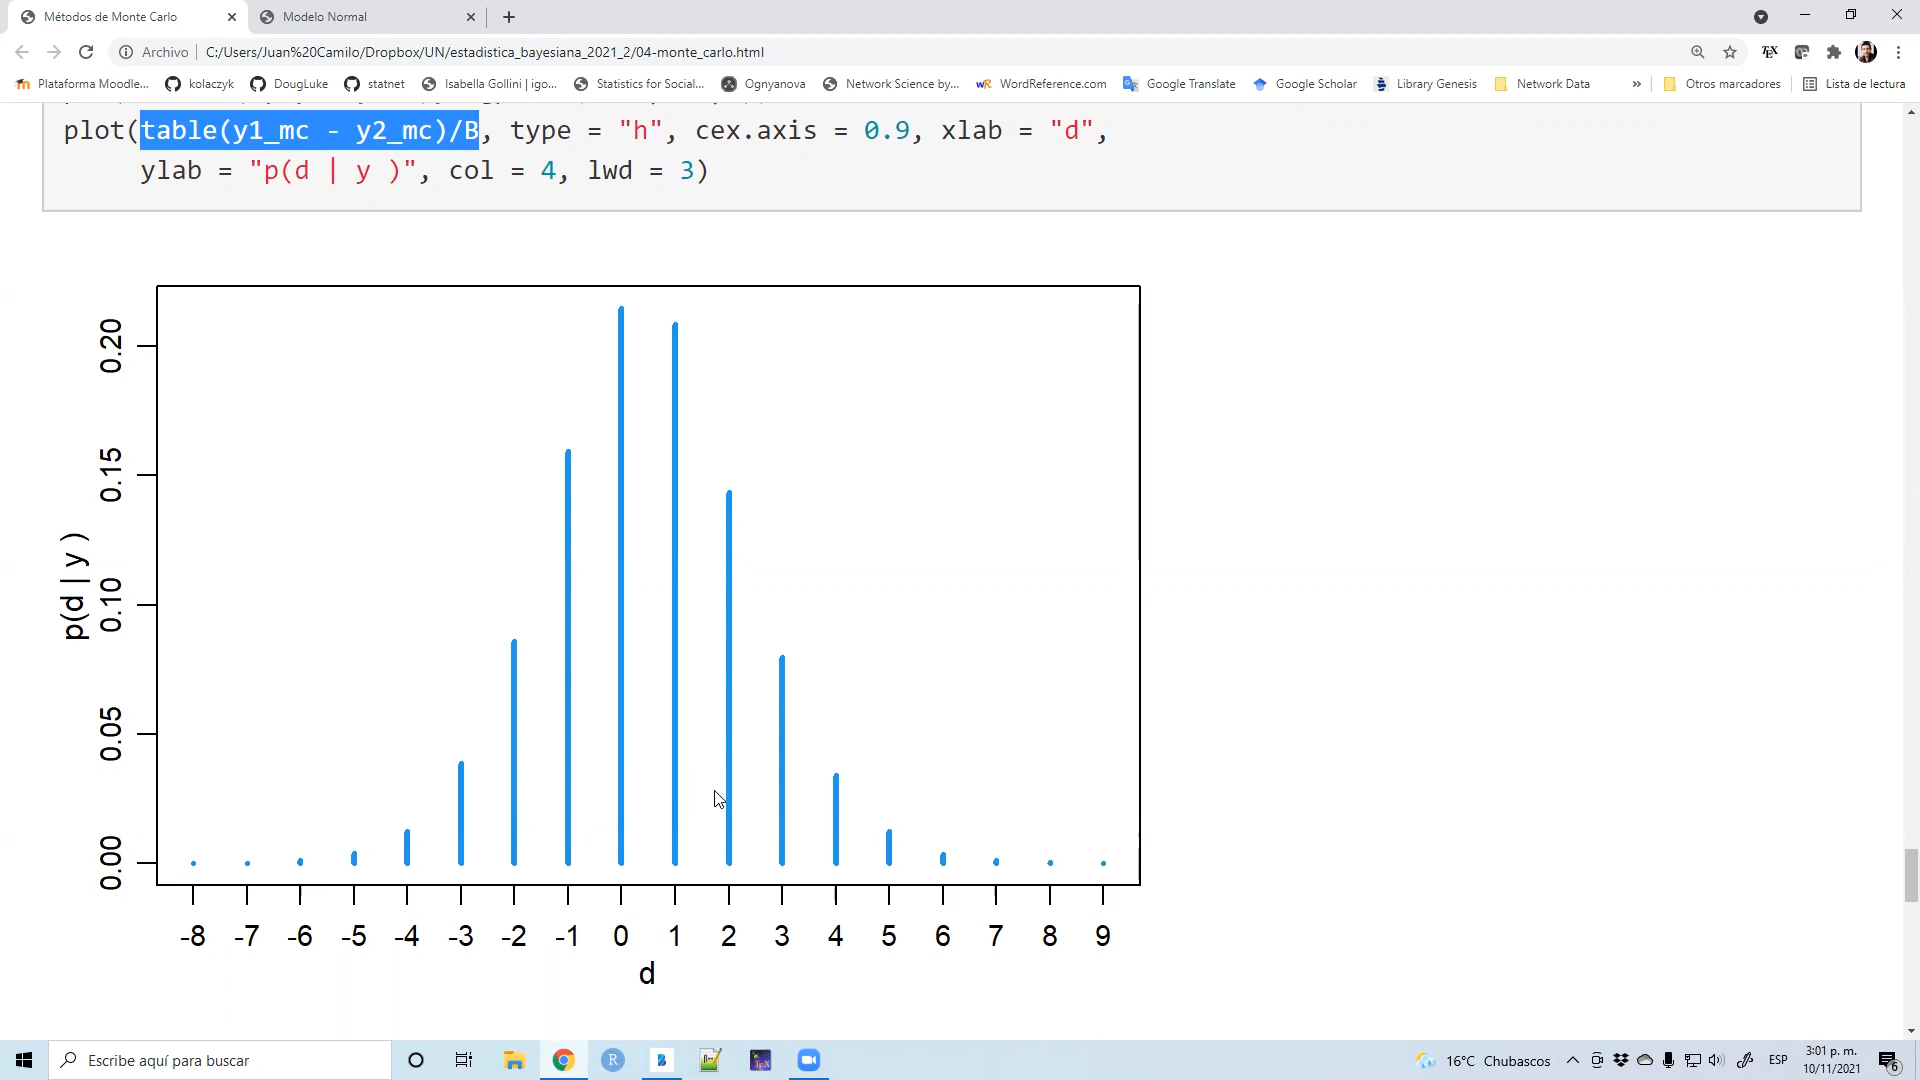 Métodos de Monte Carlo
Modelo Normal
Archivo
C:/Users/Juan%20Camilo/Dropbox/UN/estadistica_bayesiana_2021_2/04-monte_carlo.html
Plataforma Moodle...
kolaczyk
DougLuke
statnet
Isabella Gollini | igo...
Statistics for Social...
Ognyanova
Network Science by...
WordReference.com
Google Translate
Google Scholar
Library Genesis
Network Data
»
Otros marcadores
Lista de lectura
plot(table(y1_mc - y2_mc)/B, type = "h", cex.axis = 0.9, xlab = "d",
ylab = "p(d | y )", col = 4, lwd = 3)
0.20
0.15
0.10
0.05
0.00
p(d | y )
-8 -7 -6 -5 -4 -3 -2 -1 0 1 2 3 4 5 6 7 8 9
d
Escribe aquí para buscar
16°C Chubascos
ESP
3:01 p. m.
10/11/2021
6